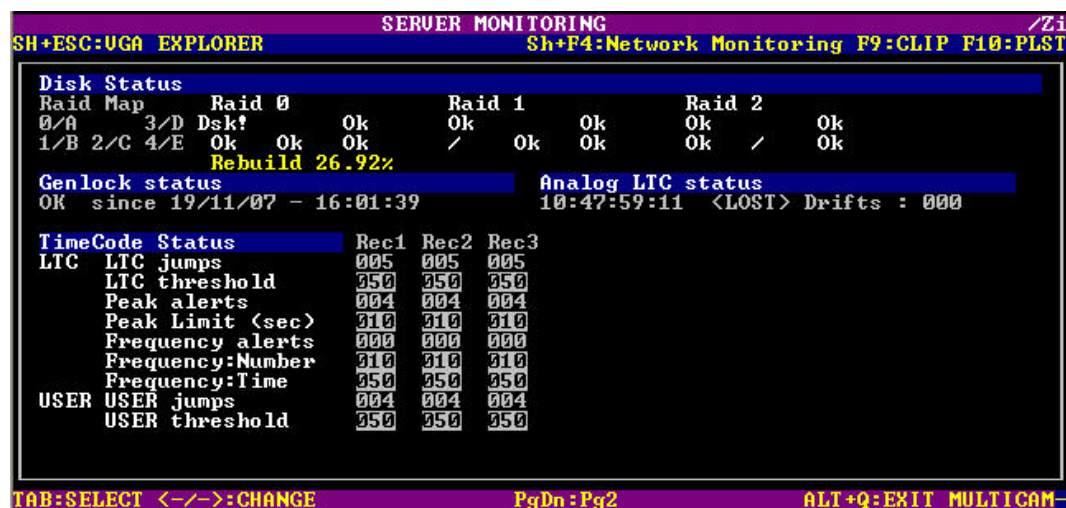 SERVER MONITORING /Zi
SH+ESC:VGA EXPLORER Sh+F4:Network Monitoring F9:CLIP F10:PLST
Disk Status
Raid Map Raid 0 Raid 1 Raid 2
0/A 3/D Dsk! Ok Ok Ok Ok Ok
1/B 2/C 4/E Ok Ok Ok / Ok Ok Ok / Ok
Rebuild 26.92%
Genlock status Analog LTC status
OK since 19/11/07 - 16:01:39 10:47:59:11 <LOST> Drifts : 000
TimeCode Status Rec1 Rec2 Rec3
LTC LTC jumps 005 005 005
LTC threshold 050 050 050
Peak alerts 004 004 004
Peak Limit (sec) 010 010 010
Frequency alerts 000 000 000
Frequency:Number 010 010 010
Frequency:Time 050 050 050
USER USER jumps 004 004 004
USER threshold 050 050 050
TAB:SELECT <-/->:CHANGE PgDn:Pg2 ALT+Q:EXIT MULTICAM-